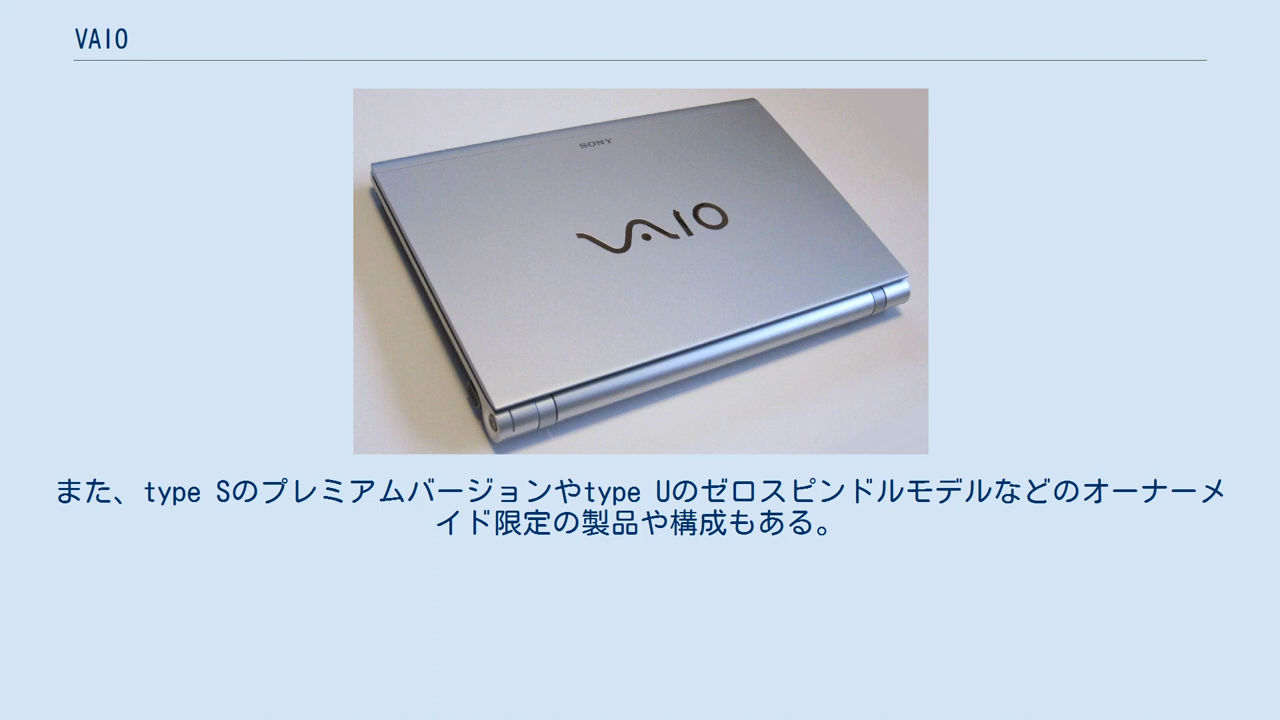 VAIO
SONY
VAIO
また、type Sのプレミアムバージョンやtype Uのゼロスピンドルモデルなどのオーナーメ
イド限定の製品や構成もある。